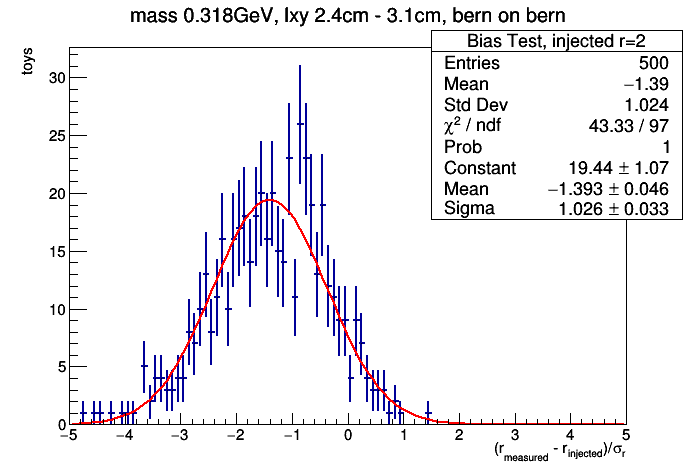 mass 0.318GeV, lxy 2.4cm - 3.1cm, bern on bern
toys
Bias Test, injected r=2
Entries 500
Mean −1.39
Std Dev 1.024
χ² / ndf 43.33 / 97
Prob 1
Constant 19.44 ± 1.07
Mean −1.393 ± 0.046
Sigma 1.026 ± 0.033
30
25
20
15
10
5
0
−5 −4 −3 −2 −1 0 1 2 3 4 5
(r_measured - r_injected)/σ_r